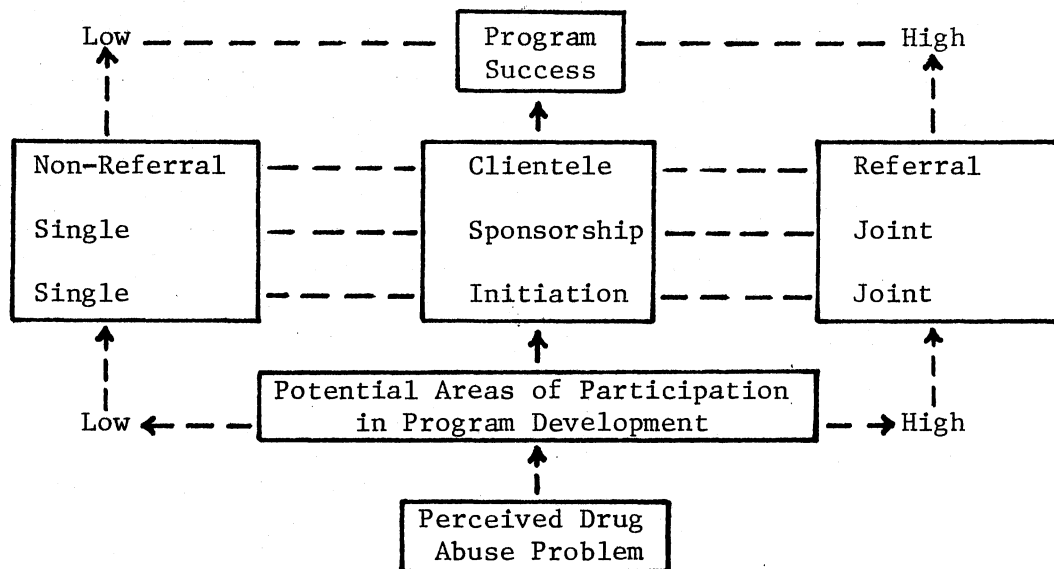 Low
Program
Success
High
Non-Referral
Clientele
Referral
Single
Sponsorship
Joint
Single
Initiation
Joint
Potential Areas of Participation
in Program Development
Low
High
Perceived Drug
Abuse Problem